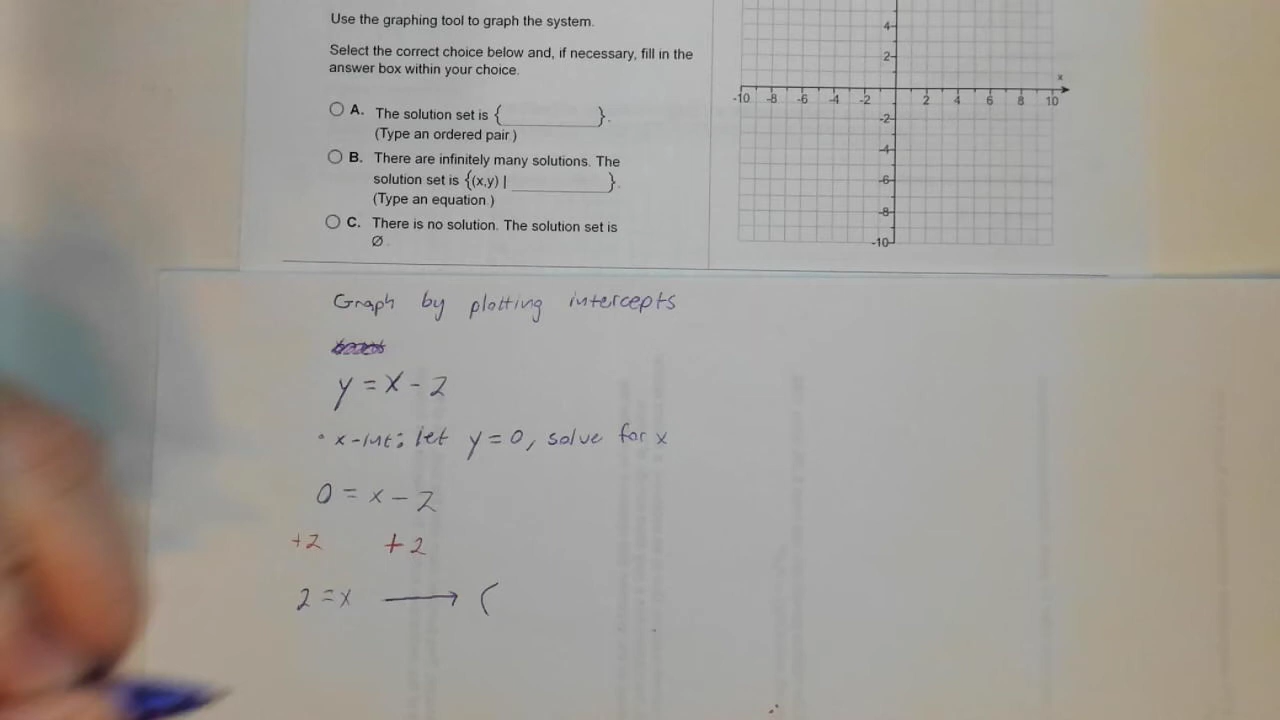 Use the graphing tool to graph the system.
Select the correct choice below and, if necessary, fill in the
answer box within your choice.
A. The solution set is { }.
(Type an ordered pair.)
B. There are infinitely many solutions. The
solution set is {(x,y) | }.
(Type an equation.)
C. There is no solution. The solution set is
Ø.
4
2
x
-10 -8 -6 -4 -2 2 4 6 8 10
-2
-4
-6
-8
-10
Graph by plotting intercepts
y = x - 2
• x-int: let y = 0, solve for x
0 = x - 2
+2 +2
2 = x → (